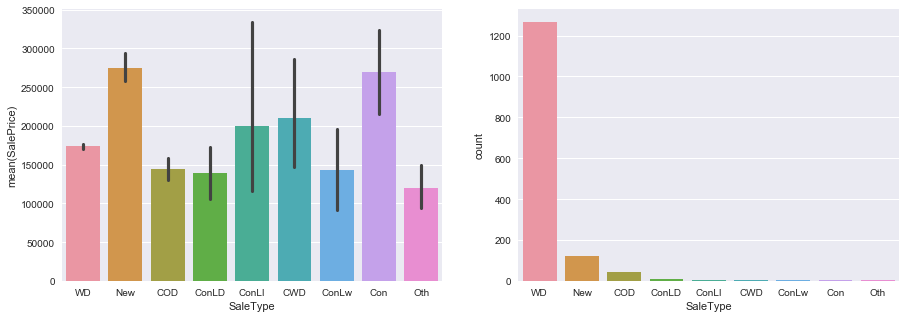 350000
300000
250000
200000
150000
100000
50000
0
mean(SalePrice)
WD New COD ConLD ConLI CWD ConLw Con Oth
SaleType
1200
1000
800
600
400
200
0
count
WD New COD ConLD ConLI CWD ConLw Con Oth
SaleType